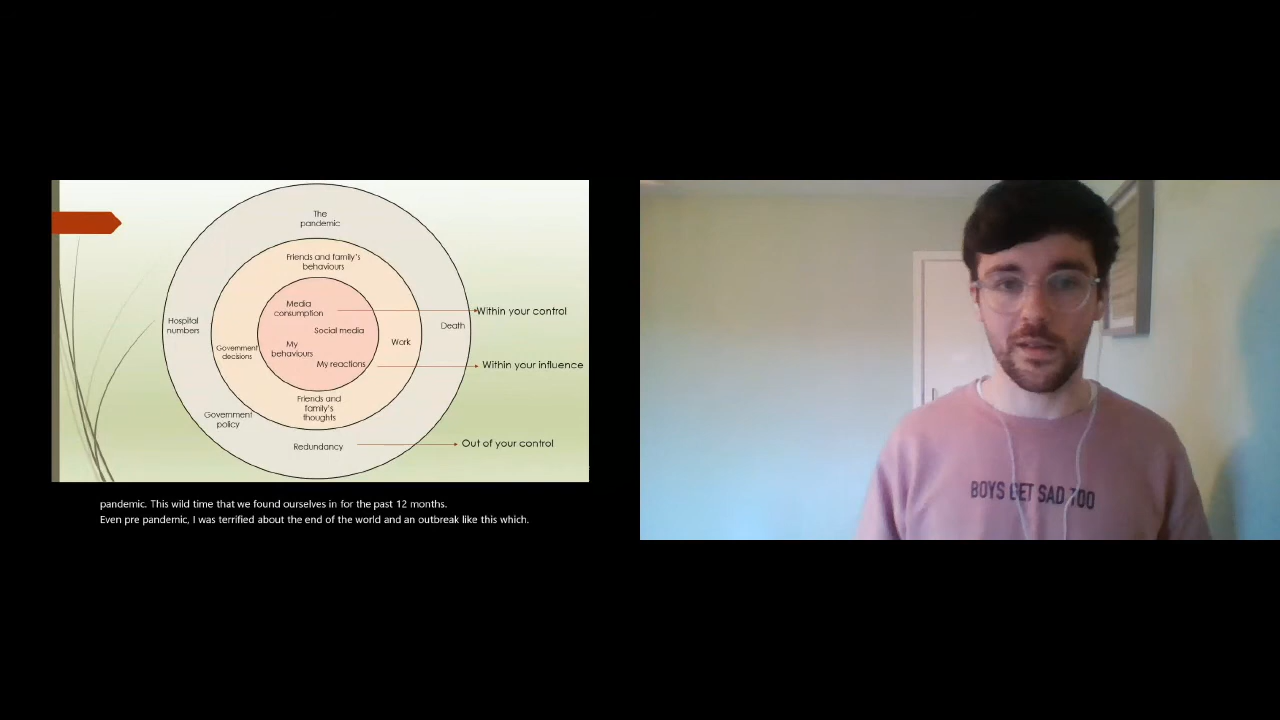 The
pandemic
Friends and family's
behaviours
Media
consumption
Within your control
Hospital
numbers
Social media
Death
Government
decisions
My
behaviours
Work
My reactions
Within your influence
Friends and
family's
thoughts
Government
policy
Redundancy
Out of your control
pandemic. This wild time that we found ourselves in for the past 12 months.
Even pre pandemic, I was terrified about the end of the world and an outbreak like this which.
BOYS GET SAD TOO